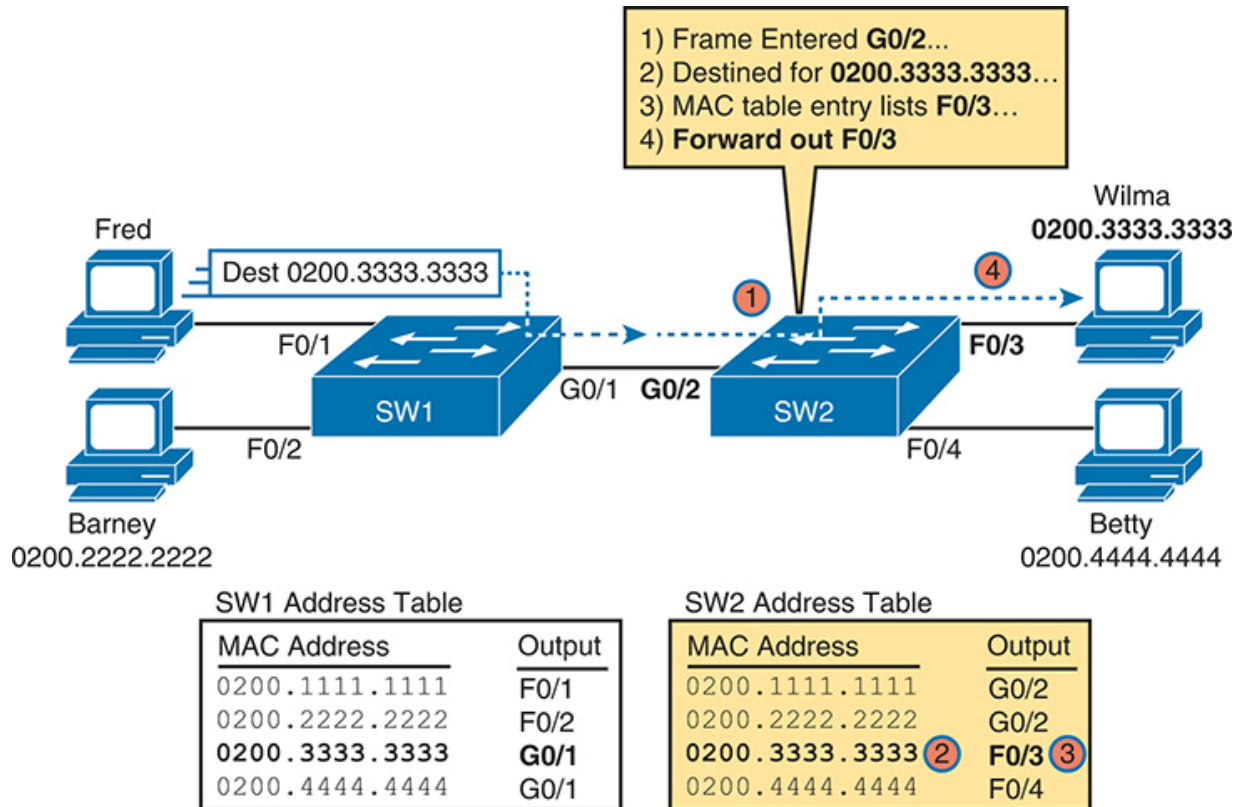 1) Frame Entered G0/2...
2) Destined for 0200.3333.3333...
3) MAC table entry lists F0/3...
4) Forward out F0/3
Fred
Wilma
0200.3333.3333
Dest 0200.3333.3333
1
4
F0/1
SW1
G0/1
G0/2
SW2
F0/3
F0/2
F0/4
Barney
0200.2222.2222
Betty
0200.4444.4444
SW1 Address Table
MAC Address Output
0200.1111.1111 F0/1
0200.2222.2222 F0/2
0200.3333.3333 G0/1
0200.4444.4444 G0/1
SW2 Address Table
MAC Address Output
0200.1111.1111 G0/2
0200.2222.2222 G0/2
0200.3333.3333 2 F0/3 3
0200.4444.4444 F0/4